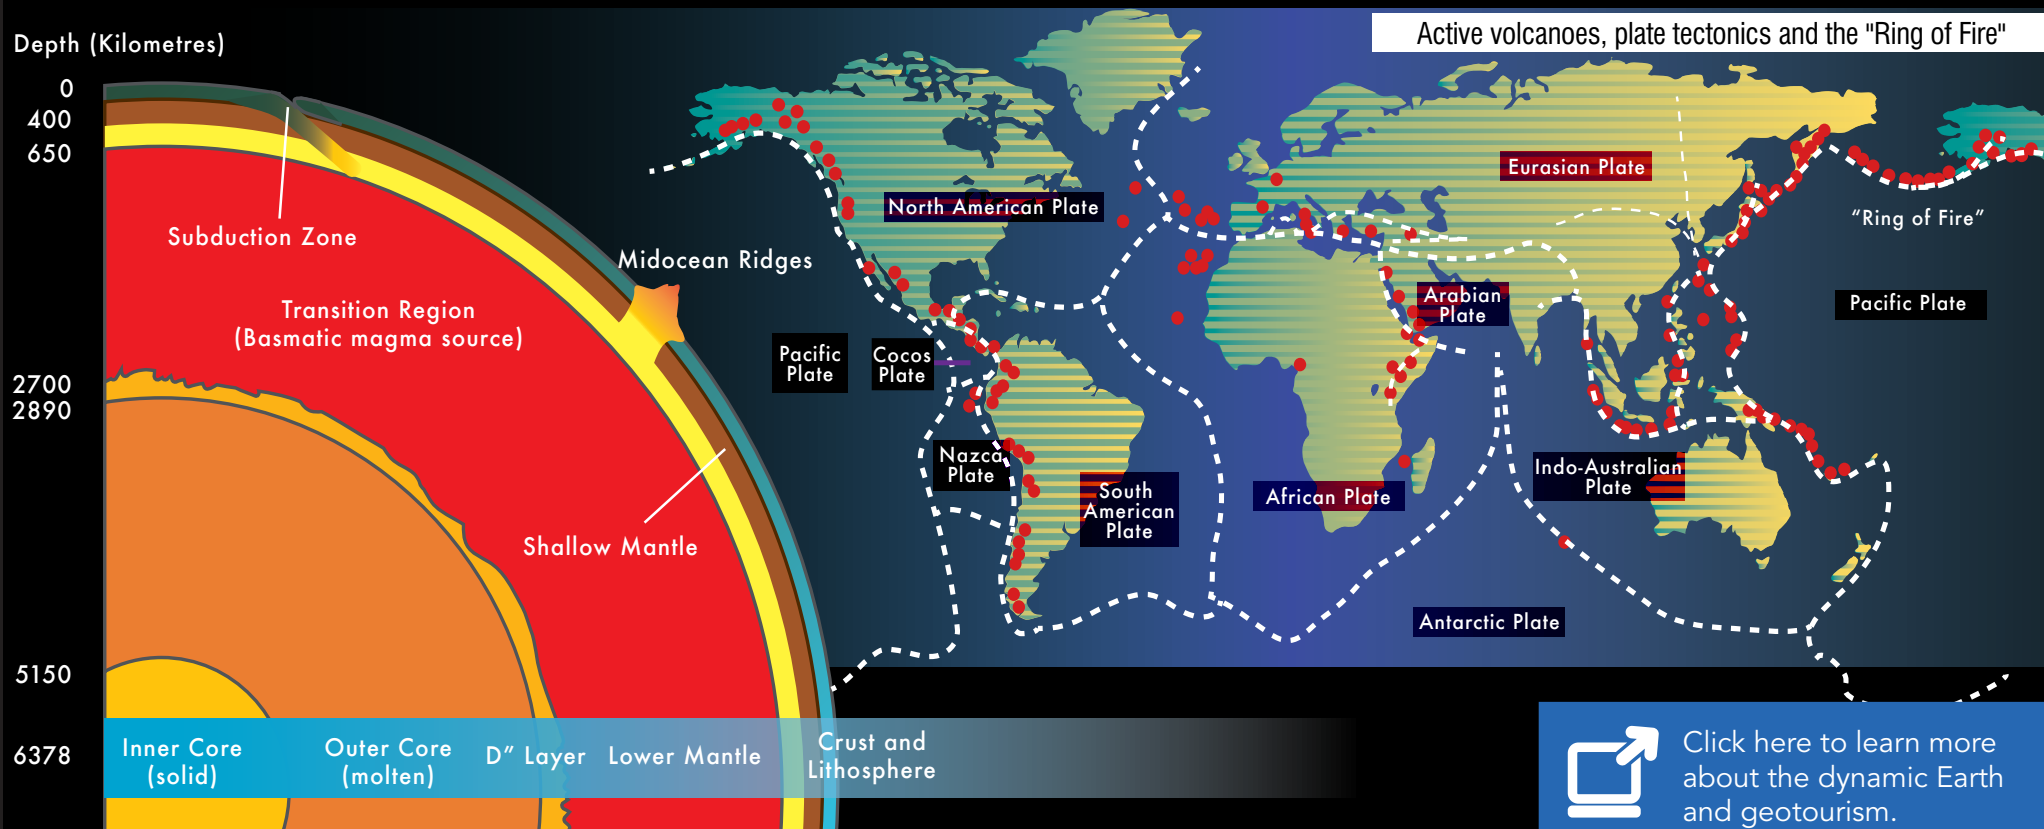 Active volcanoes, plate tectonics and the "Ring of Fire"
Depth (Kilometres)
0
400
650
2700
2890
5150
6378
Subduction Zone
Transition Region
(Basmatic magma source)
Midocean Ridges
Shallow Mantle
Inner Core
(solid)
Outer Core
(molten)
D” Layer
Lower Mantle
Crust and
Lithosphere
North American Plate
Eurasian Plate
“Ring of Fire”
Arabian
Plate
Pacific Plate
Pacific
Plate
Cocos
Plate
Nazca
Plate
South
American
Plate
African Plate
Indo-Australian
Plate
Antarctic Plate
Click here to learn more
about the dynamic Earth
and geotourism.